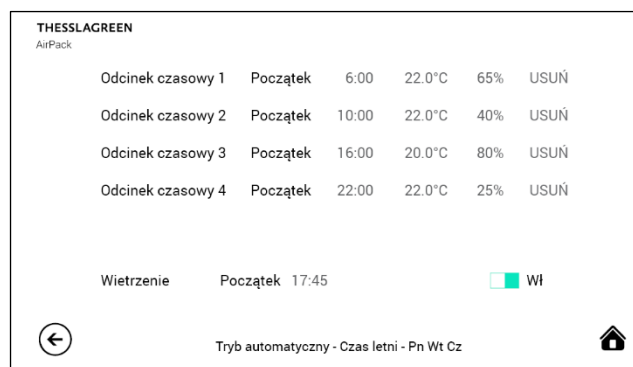 THESSLAGREEN
AirPack
Odcinek czasowy 1 Początek 6:00 22.0°C 65% USUŃ
Odcinek czasowy 2 Początek 10:00 22.0°C 40% USUŃ
Odcinek czasowy 3 Początek 16:00 20.0°C 80% USUŃ
Odcinek czasowy 4 Początek 22:00 22.0°C 25% USUŃ
Wietrzenie Początek 17:45 Wł
Tryb automatyczny - Czas letni - Pn Wt Cz